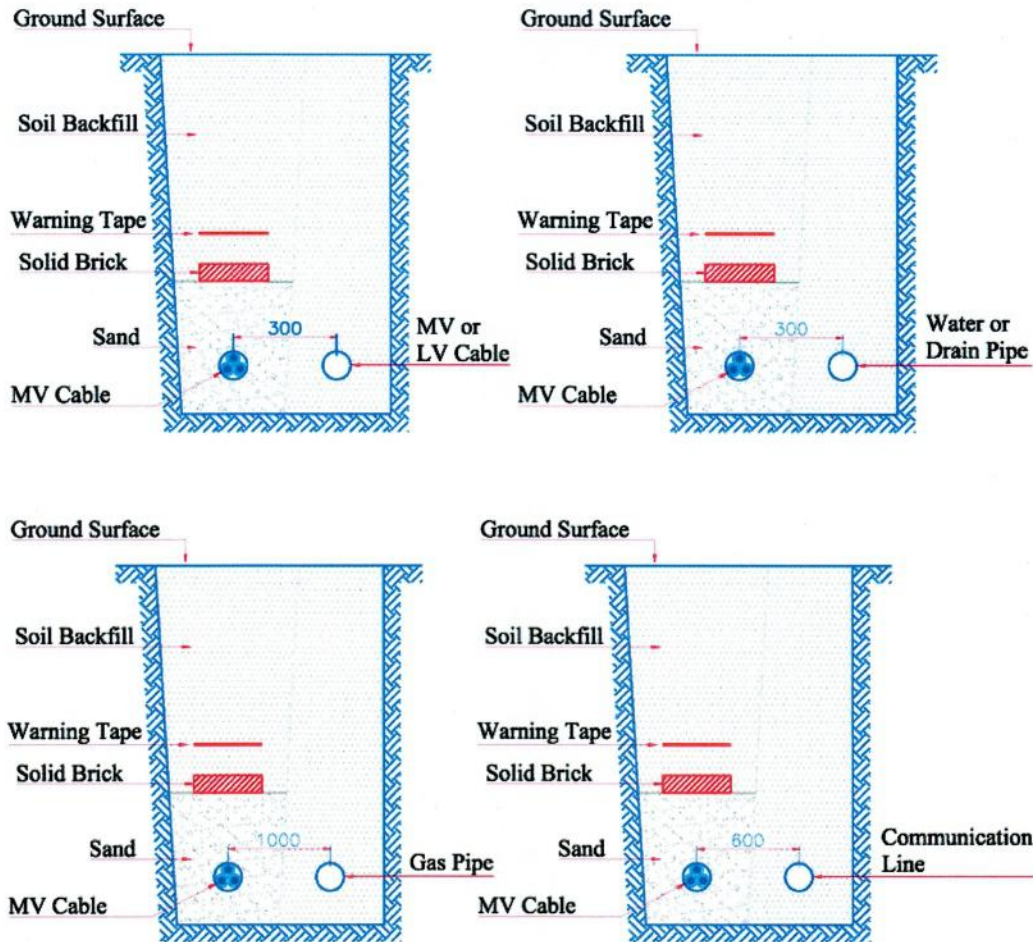 Ground Surface
Soil Backfill
Warning Tape
Solid Brick
Sand
MV Cable
300
MV or
LV Cable
Ground Surface
Soil Backfill
Warning Tape
Solid Brick
Sand
MV Cable
300
Water or
Drain Pipe
Ground Surface
Soil Backfill
Warning Tape
Solid Brick
Sand
MV Cable
1000
Gas Pipe
Ground Surface
Soil Backfill
Warning Tape
Solid Brick
Sand
MV Cable
600
Communication
Line